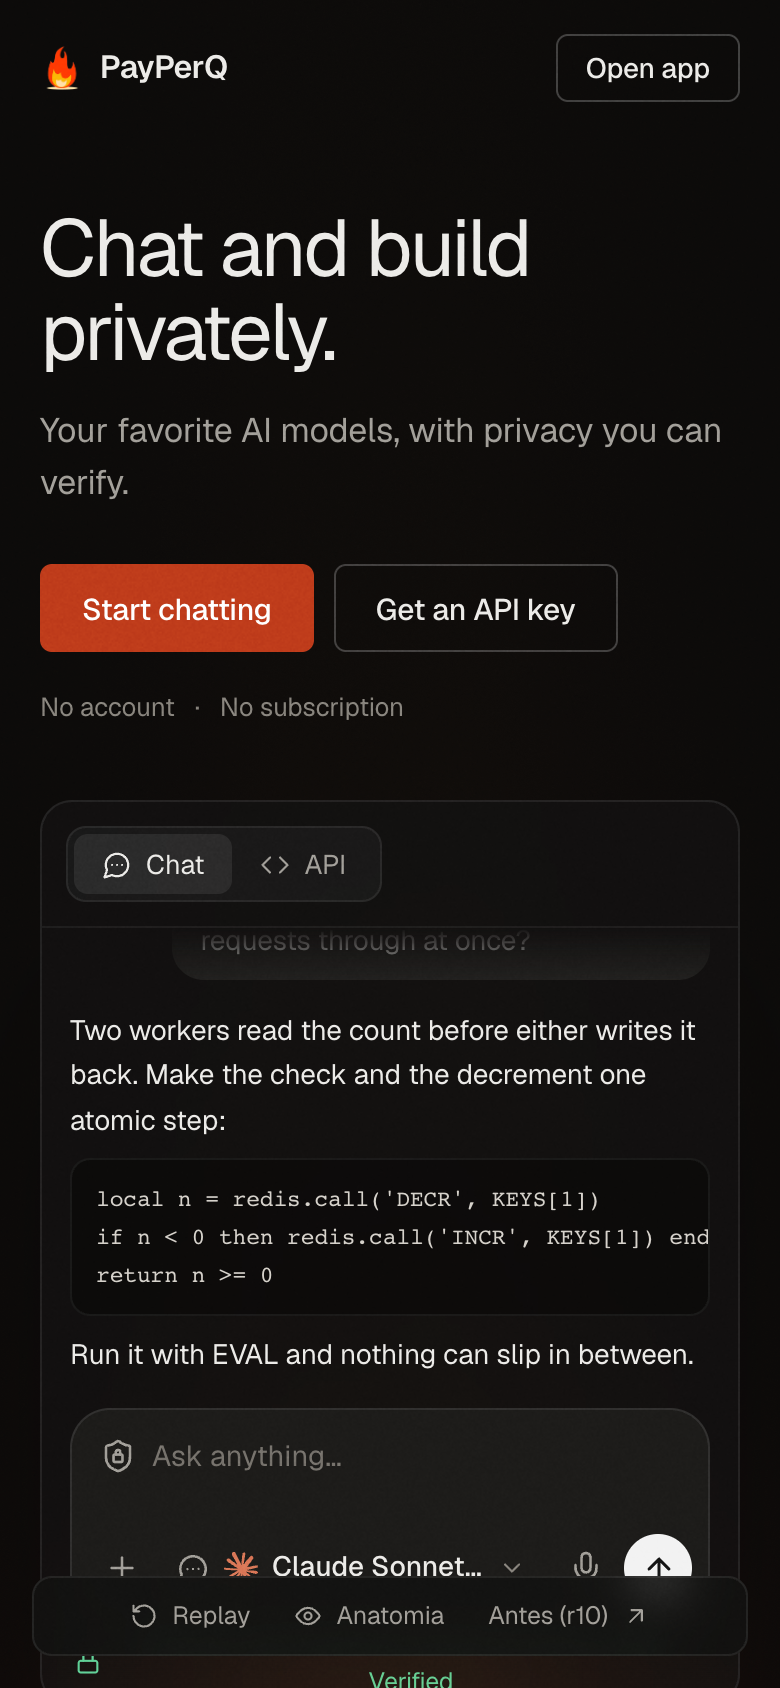 PayPerQ
Open app
Chat and build
privately.
Your favorite AI models, with privacy you can
verify.
Start chatting
Get an API key
No account · No subscription
Chat
API
requests through at once?
Two workers read the count before either writes it
back. Make the check and the decrement one
atomic step:
local n = redis.call('DECR', KEYS[1])
if n < 0 then redis.call('INCR', KEYS[1]) end
return n >= 0
Run it with EVAL and nothing can slip in between.
Ask anything...
Claude Sonnet...
Replay
Anatomia
Antes (r10)
Verified